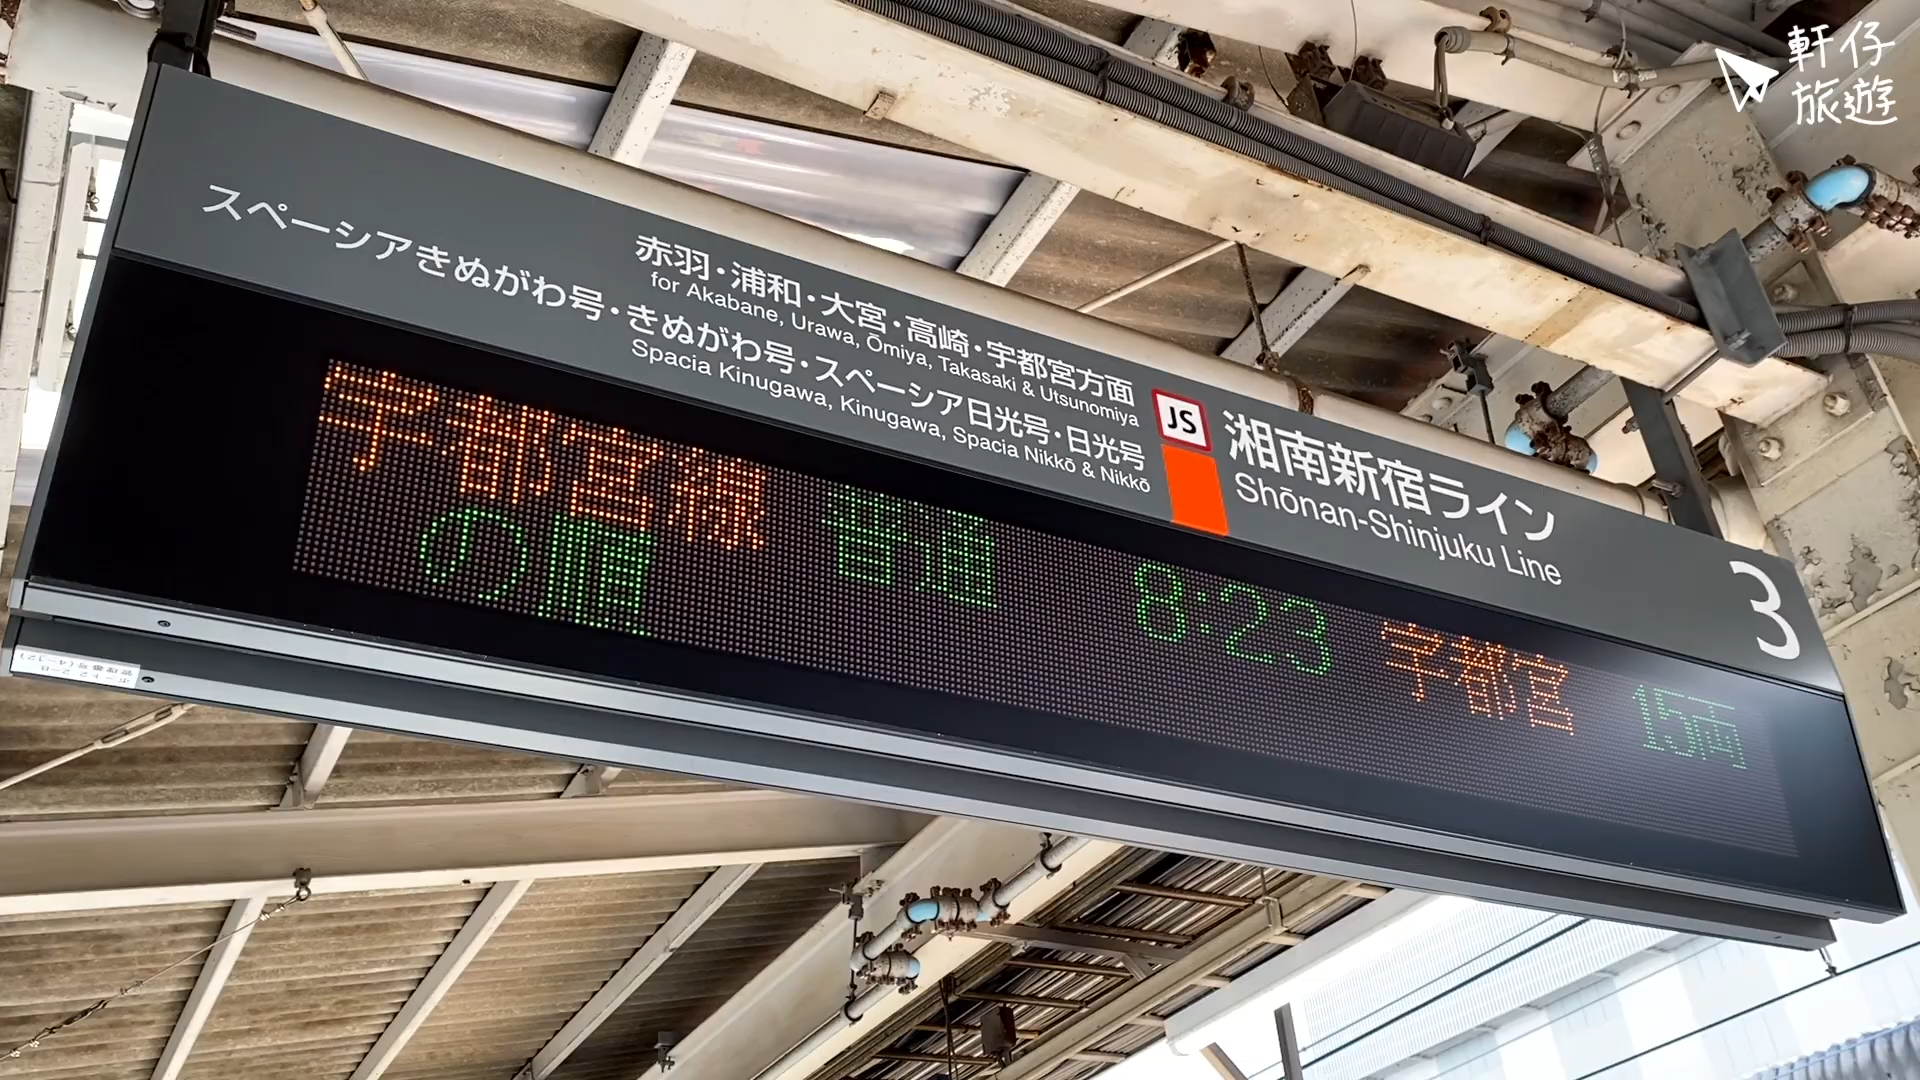 軒仔
旅遊
赤羽・浦和・大宮・高崎・宇都宮方面
for Akabane, Urawa, Ōmiya, Takasaki & Utsunomiya
スペーシアきぬがわ号・きぬがわ号・スペーシア日光号・日光号
Spacia Kinugawa, Kinugawa, Spacia Nikkō & Nikkō
JS
湘南新宿ライン
Shōnan-Shinjuku Line
3
宇都宮線 普通 8:23 宇都宮 15両